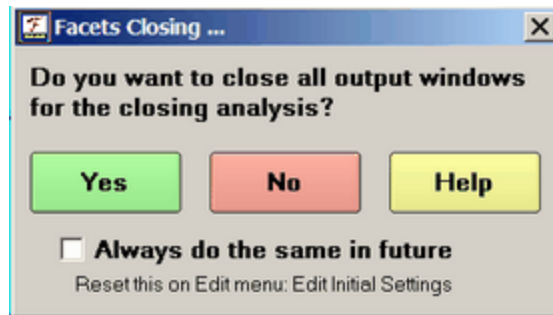 Facets Closing ...
Do you want to close all output windows
for the closing analysis?
Yes
No
Help
Always do the same in future
Reset this on Edit menu: Edit Initial Settings